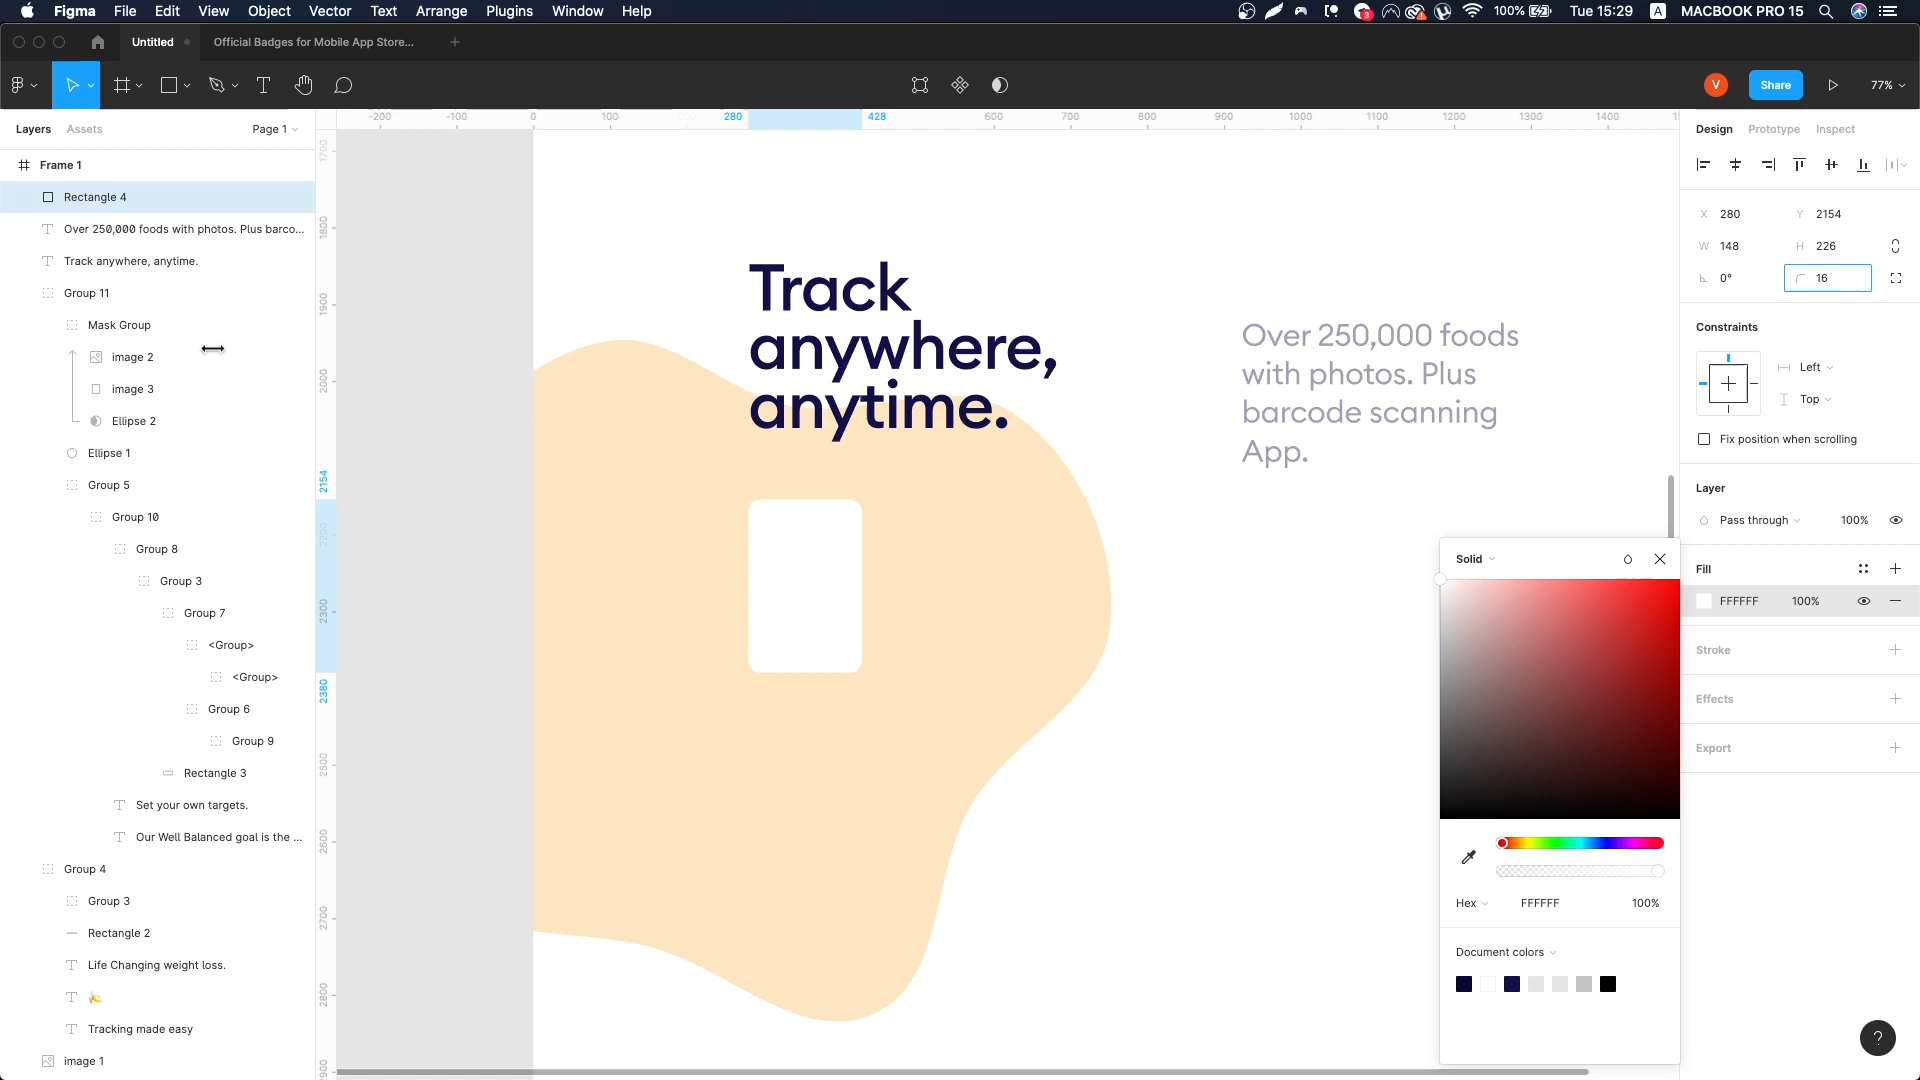 Figma File Edit View Object Vector Text Arrange Plugins Window Help
3 100% Tue 15:29 A MACBOOK PRO 15
Untitled Official Badges for Mobile App Store...
V Share 77%
Layers Assets Page 1
Frame 1
Rectangle 4
Over 250,000 foods with photos. Plus barco...
Track anywhere, anytime.
Group 11
Mask Group
image 2
image 3
Ellipse 2
Ellipse 1
Group 5
Group 10
Group 8
Group 3
Group 7
<Group>
<Group>
Group 6
Group 9
Rectangle 3
Set your own targets.
Our Well Balanced goal is the ...
Group 4
Group 3
Rectangle 2
Life Changing weight loss.
🍌
Tracking made easy
image 1
-200 -100 0 100 200 280 428 600 700 800 900 1000 1100 1200 1300 1400
1700
1800
1900
2000
2154
2200
2300
2380
2500
2600
2700
2800
2900
Track
anywhere,
anytime.
Over 250,000 foods
with photos. Plus
barcode scanning
App.
Solid
Hex FFFFFF 100%
Document colors
Design Prototype Inspect
X 280 Y 2154
W 148 H 226
0° 16
Constraints
Left
Top
Fix position when scrolling
Layer
Pass through 100%
Fill
FFFFFF 100%
Stroke
Effects
Export
?